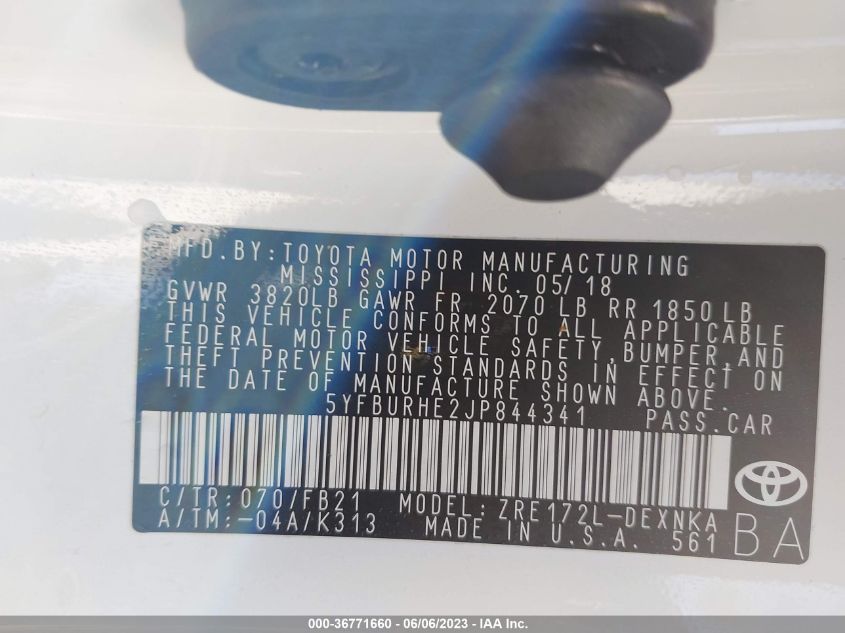 MFD.BY:TOYOTA MOTOR MANUFACTURING
MISSISSIPPI INC. 05/18
GVWR 3820LB GAWR FR 2070 LB RR 1850 LB
THIS VEHICLE CONFORMS TO ALL APPLICABLE
FEDERAL MOTOR VEHICLE SAFETY,BUMPER,AND
THEFT PREVENTION STANDARDS IN EFFECT ON
THE DATE OF MANUFACTURE SHOWN ABOVE.
5YFBURHE2JP844341 PASS.CAR
C/TR:070/FB21 MODEL:ZRE172L-DEXNKA
A/TM:-04A/K313 MADE IN U.S.A. 561
BA
000-36771660 - 06/06/2023 - IAA Inc.